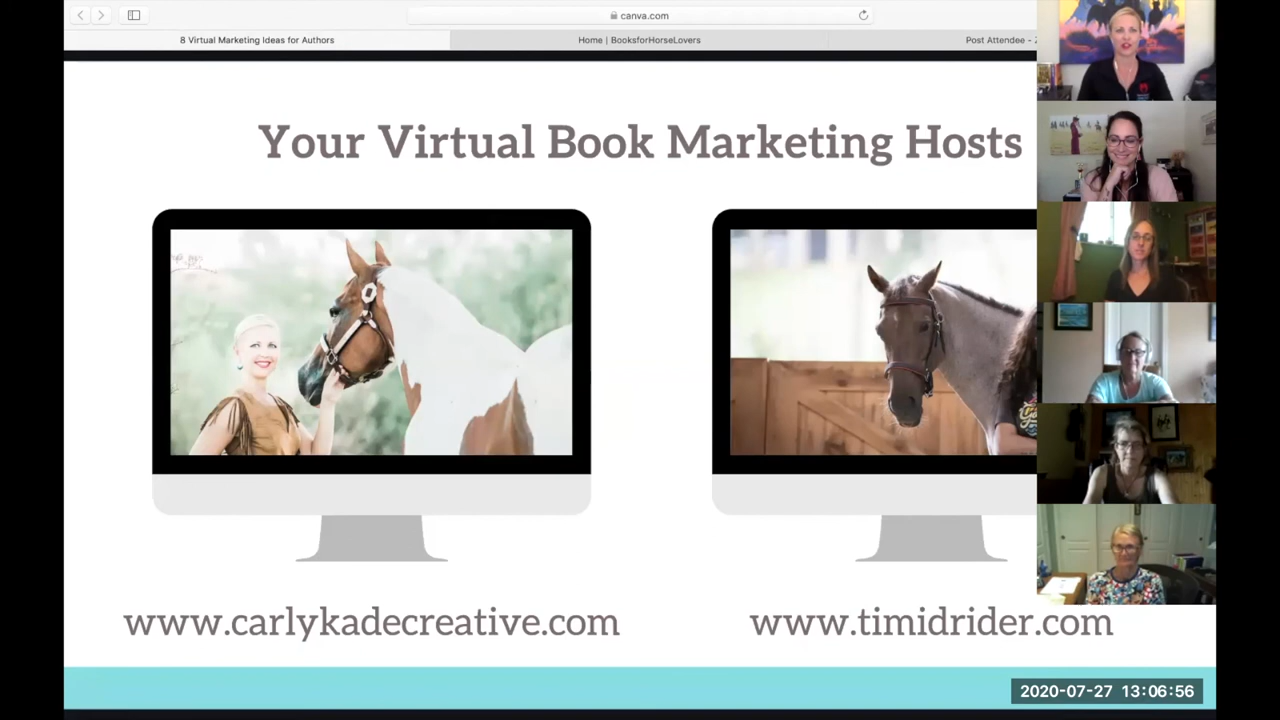 canva.com
8 Virtual Marketing Ideas for Authors
Home | BooksforHorseLovers
Post Attendee -
Your Virtual Book Marketing Hosts
www.carlykadecreative.com
www.timidrider.com
2020-07-27 13:06:56